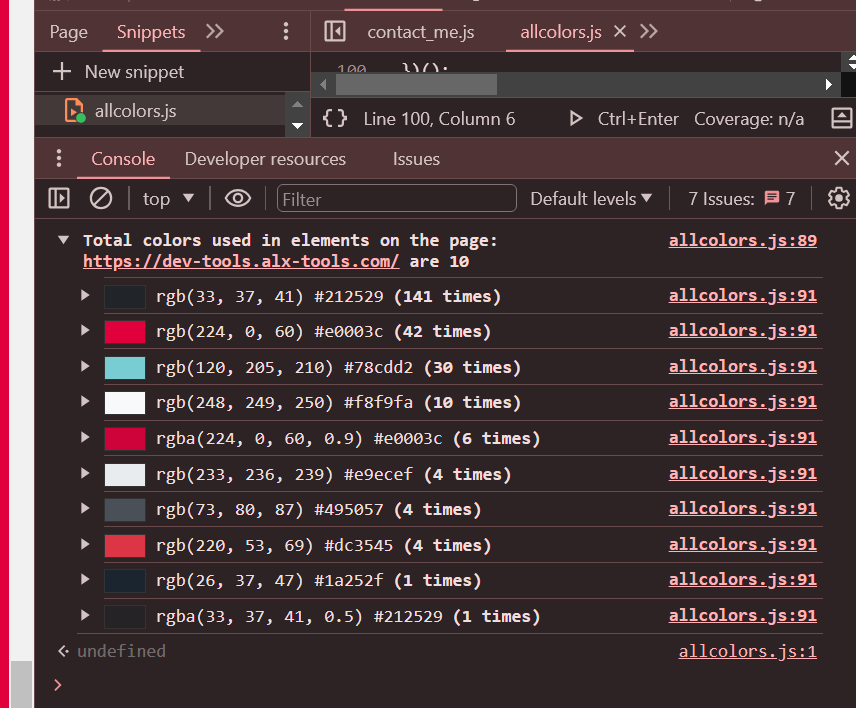 Page Snippets
contact_me.js allcolors.js
New snippet
100 })();
allcolors.js
{} Line 100, Column 6 Ctrl+Enter Coverage: n/a
Console Developer resources Issues
top Filter Default levels 7 Issues: 7
Total colors used in elements on the page: allcolors.js:89
https://dev-tools.alx-tools.com/ are 10
rgb(33, 37, 41) #212529 (141 times) allcolors.js:91
rgb(224, 0, 60) #e0003c (42 times) allcolors.js:91
rgb(120, 205, 210) #78cdd2 (30 times) allcolors.js:91
rgb(248, 249, 250) #f8f9fa (10 times) allcolors.js:91
rgba(224, 0, 60, 0.9) #e0003c (6 times) allcolors.js:91
rgb(233, 236, 239) #e9ecef (4 times) allcolors.js:91
rgb(73, 80, 87) #495057 (4 times) allcolors.js:91
rgb(220, 53, 69) #dc3545 (4 times) allcolors.js:91
rgb(26, 37, 47) #1a252f (1 times) allcolors.js:91
rgba(33, 37, 41, 0.5) #212529 (1 times) allcolors.js:91
undefined allcolors.js:1